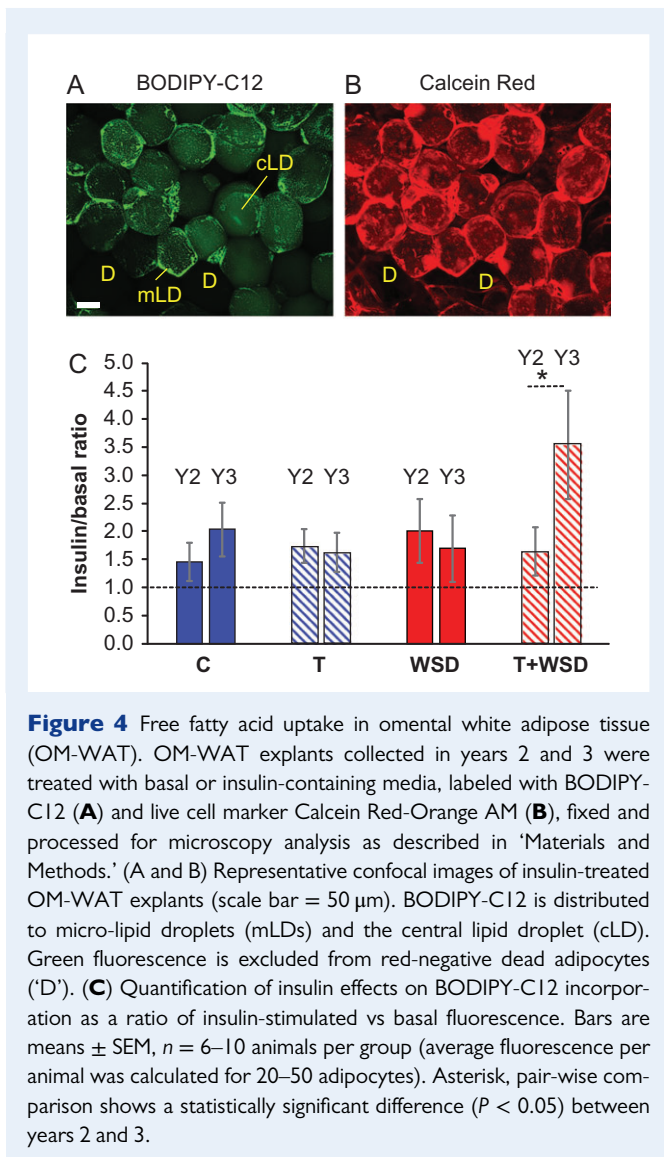 A BODIPY-C12
B Calcein Red
cLD
D
D
mLD
D
D
C
Insulin/basal ratio
5.0
4.5
4.0
3.5
3.0
2.5
2.0
1.5
1.0
0.5
0.0
Y2 Y3
Y2 Y3
Y2 Y3
Y2 Y3
*
C T WSD T+WSD
Figure 4 Free fatty acid uptake in omental white adipose tissue
(OM-WAT). OM-WAT explants collected in years 2 and 3 were
treated with basal or insulin-containing media, labeled with BODIPY-
C12 (A) and live cell marker Calcein Red-Orange AM (B), fixed and
processed for microscopy analysis as described in ‘Materials and
Methods.’ (A and B) Representative confocal images of insulin-treated
OM-WAT explants (scale bar = 50 μm). BODIPY-C12 is distributed
to micro-lipid droplets (mLDs) and the central lipid droplet (cLD).
Green fluorescence is excluded from red-negative dead adipocytes
(‘D’). (C) Quantification of insulin effects on BODIPY-C12 incorpor-
ation as a ratio of insulin-stimulated vs basal fluorescence. Bars are
means ± SEM, n = 6–10 animals per group (average fluorescence per
animal was calculated for 20–50 adipocytes). Asterisk, pair-wise com-
parison shows a statistically significant difference (P < 0.05) between
years 2 and 3.